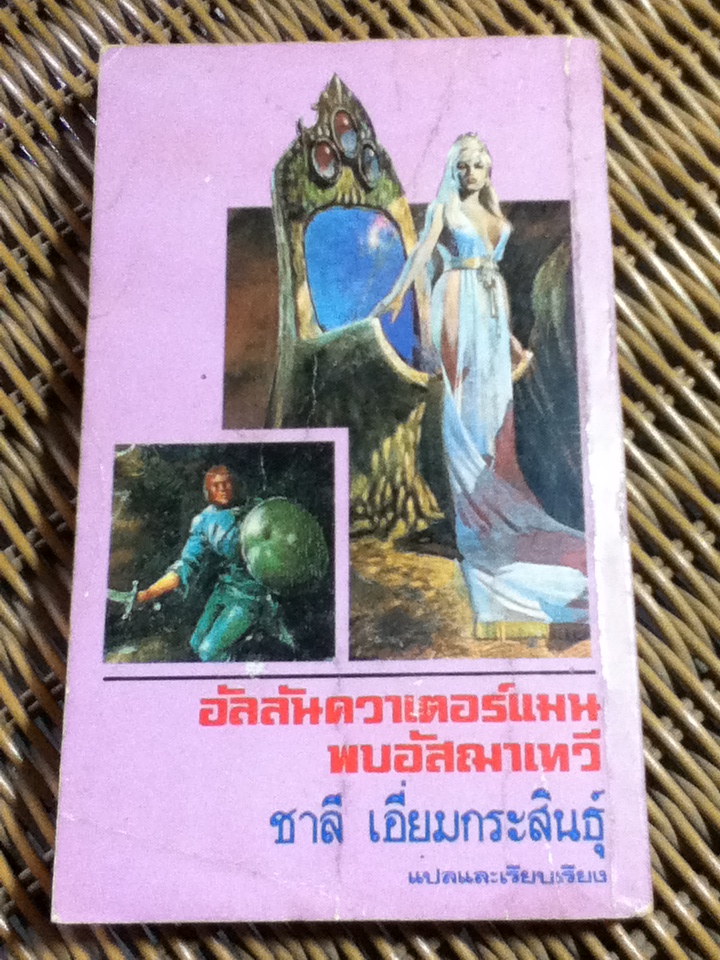 อัลลันควาเตอร์แมน
พบอัสฌาเทวี
ชาลี เอี่ยมกระสินธุ์
แปลและเรียบเรียง